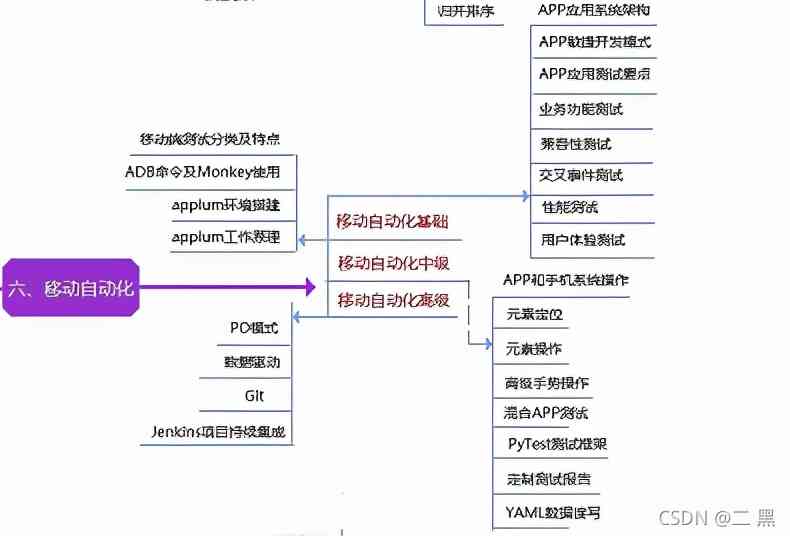 归并排序
APP应用系统架构
APP敏捷开发模式
APP应用测试要点
业务功能测试
兼容性测试
交叉事件测试
性能测试
用户体验测试
移动端测试分类及特点
ADB命令及Monkey使用
appium环境搭建
appium工作原理
移动自动化基础
移动自动化中级
移动自动化高级
六、移动自动化
PO模式
数据驱动
Git
Jenkins项目持续集成
APP和手机系统操作
元素定位
元素操作
高级手势操作
混合APP测试
PyTest测试框架
定制测试报告
YAML数据读写
CSDN @二 黑